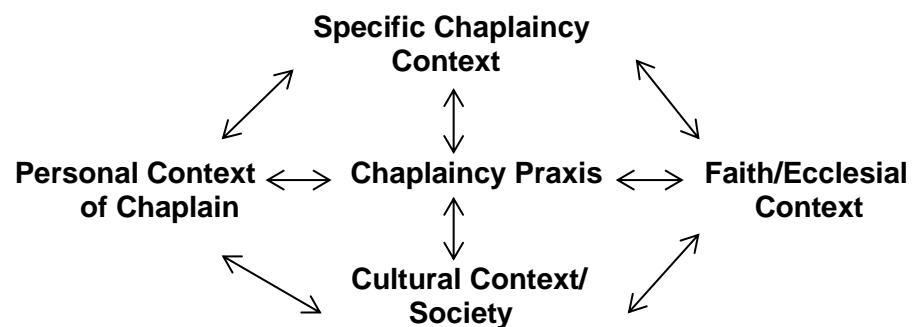 Specific Chaplaincy
Context
Personal Context
of Chaplain
Chaplaincy Praxis
Faith/Ecclesial
Context
Cultural Context/
Society